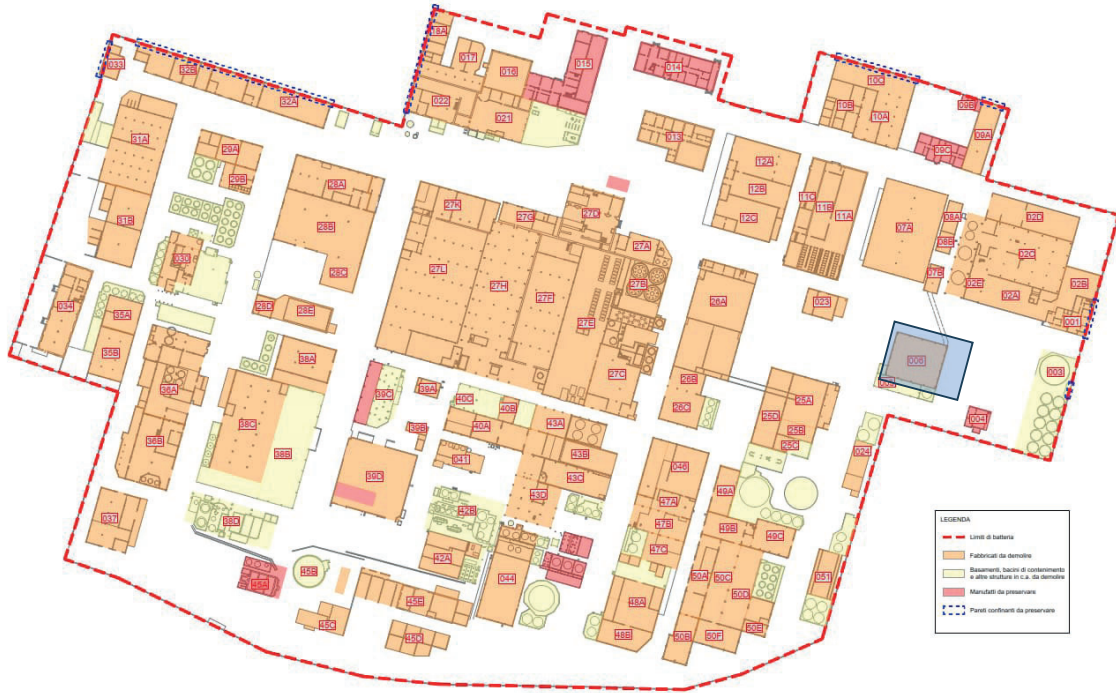 18A
017
016
015
014
033
32B
32A
022
021
013
10C
10B
10A
09B
09A
09C
31A
31B
29A
29B
28A
28B
28C
28D
28E
030
034
35A
35B
27K
27G
27D
27A
27L
27H
27F
27B
27E
27C
12A
12B
12C
11C
11B
11A
07A
08A
08B
07B
02D
02C
02E
02A
02B
001
26A
26B
26C
023
006
003
004
36A
36B
38A
38C
38B
38D
037
39C
39A
39B
39D
40C
40B
40A
041
43A
43B
43C
43D
42B
42A
044
45B
45C
45E
45D
046
47A
47B
47C
48A
48B
25A
25D
25B
25C
024
49A
49B
49C
50A
50C
50D
50E
50B
50F
051
LEGENDA
Limiti di batteria
Fabbricati da demolire
Basamenti, bacini di contenimento
e altre strutture in c.a. da demolire
Manufatti da preservare
Pareti confinanti da preservare